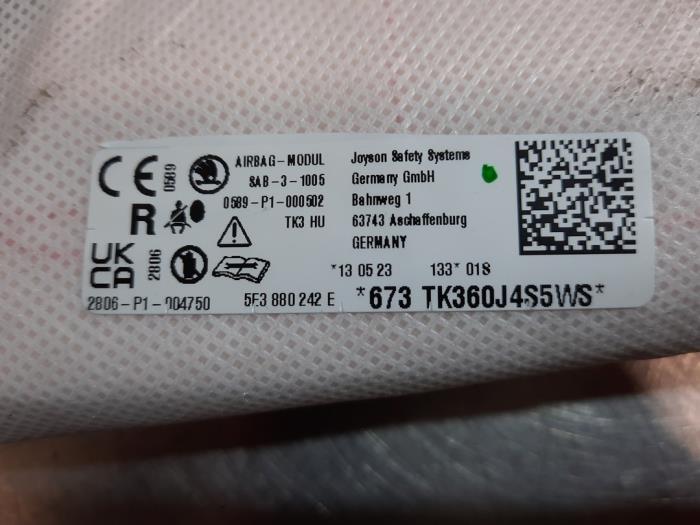 CE 0589
AIRBAG-MODUL
SAB-3-1005
0589-P1-000502
TK3 HU
R
UK
CA
2806
2806-P1-004750
5E3 880 242 E
Joyson Safety Systems
Germany GmbH
Bahnweg 1
63743 Aschaffenburg
GERMANY
*13 05 23 133* 018
*673 TK360J4S5WS*